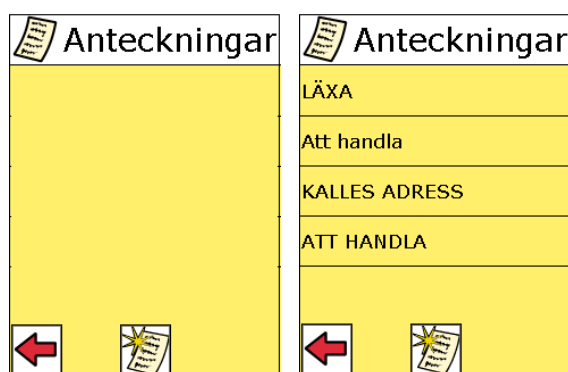 Anteckningar
Anteckningar
LÄXA
Att handla
KALLES ADRESS
ATT HANDLA